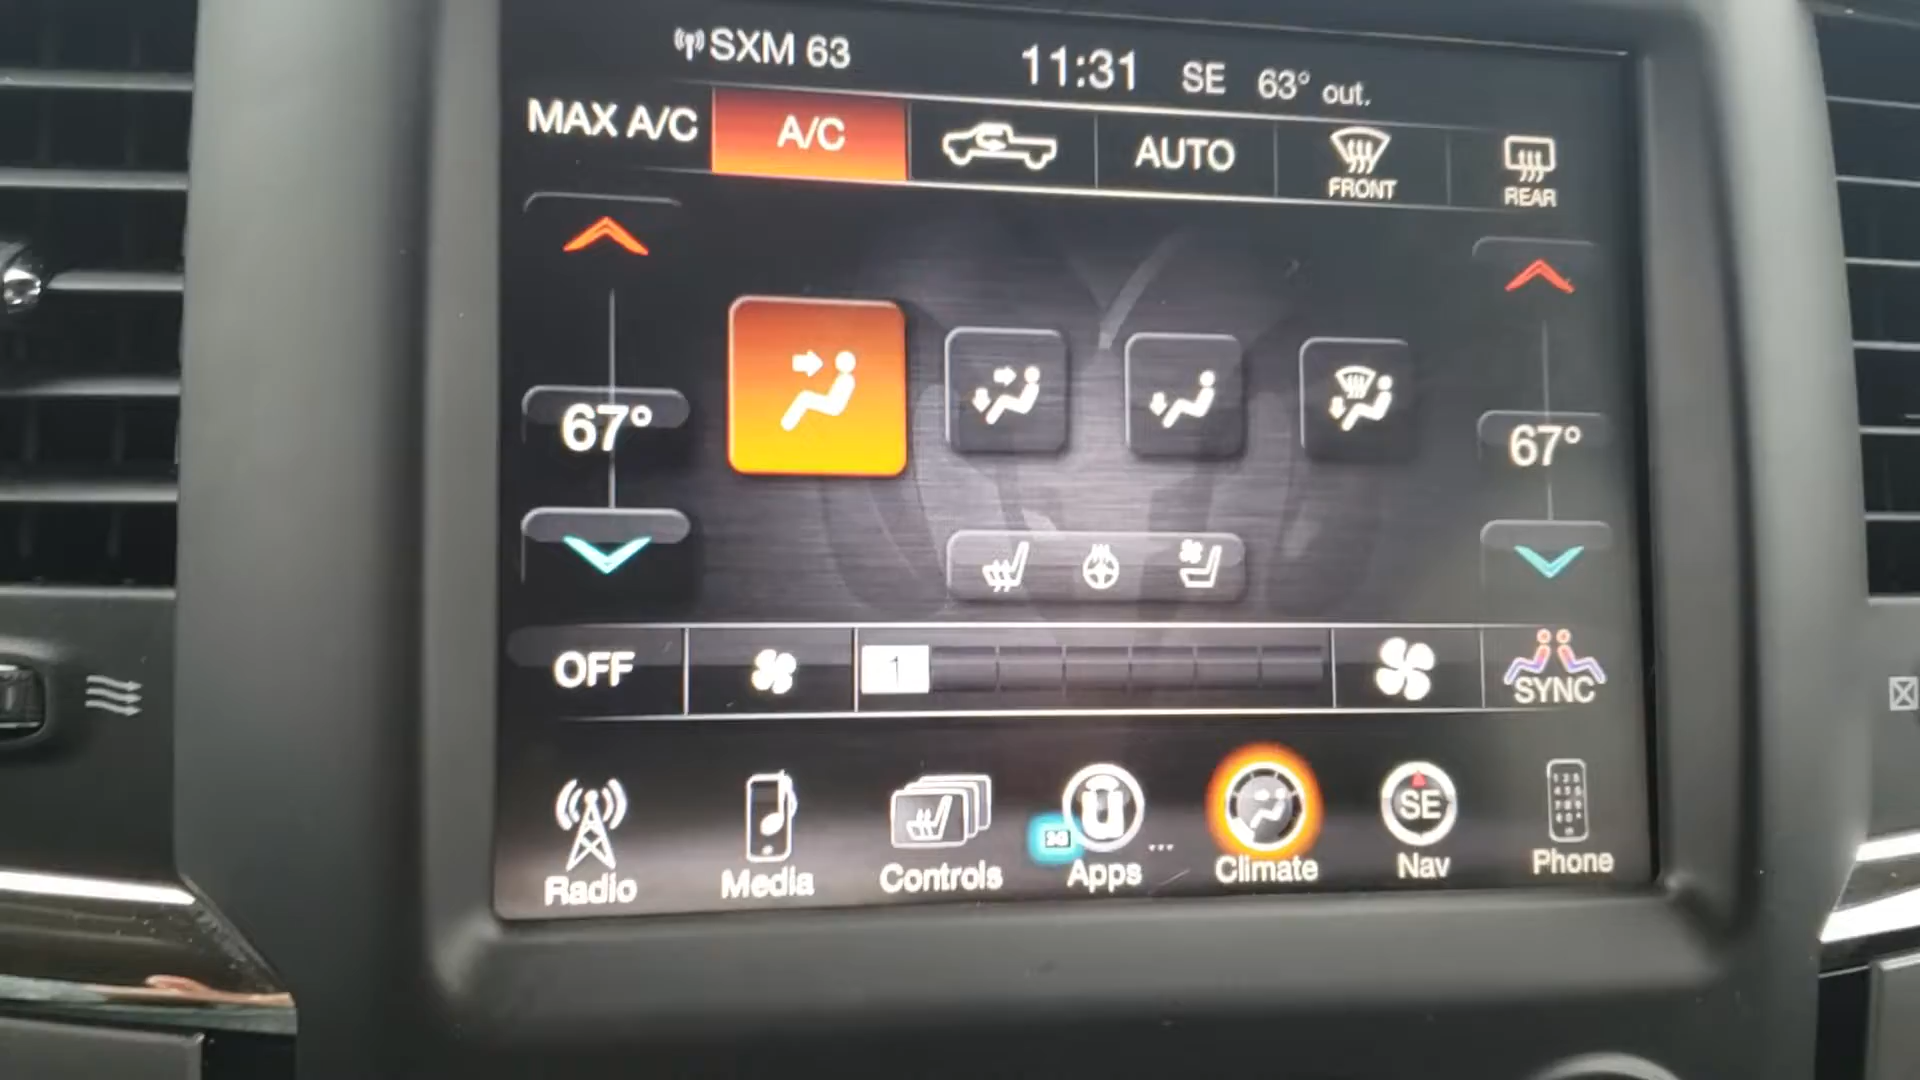 SXM 63 11:31 SE 63° out.
MAX A/C A/C AUTO FRONT REAR
67° 67°
OFF 1 SYNC
SE
Radio Media Controls Apps ... Climate Nav Phone